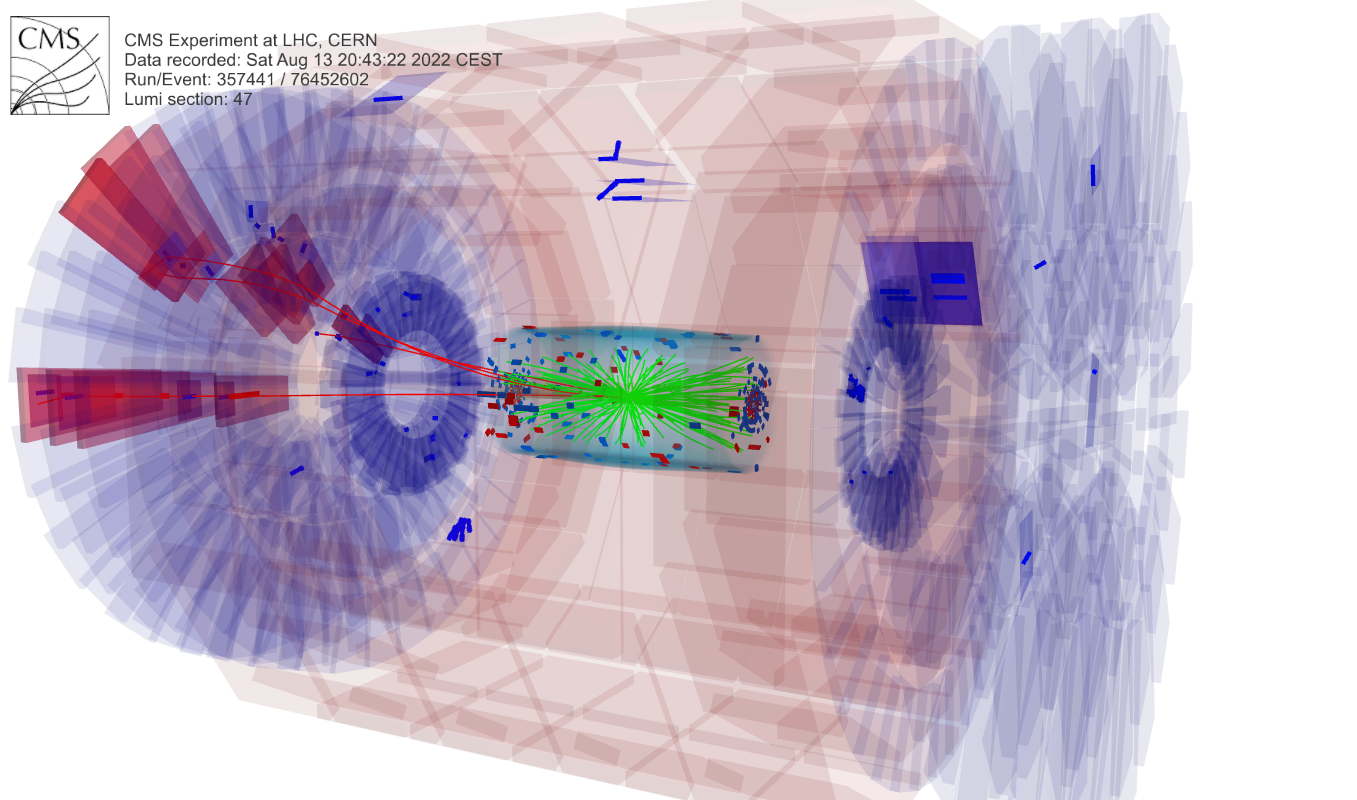 CMS
CMS Experiment at LHC, CERN
Data recorded: Sat Aug 13 20:43:22 2022 CEST
Run/Event: 357441 / 76452602
Lumi section: 47